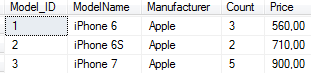 Model_ID ModelName Manufacturer Count Price
1 iPhone 6 Apple 3 560,00
2 iPhone 6S Apple 2 710,00
3 iPhone 7 Apple 5 900,00